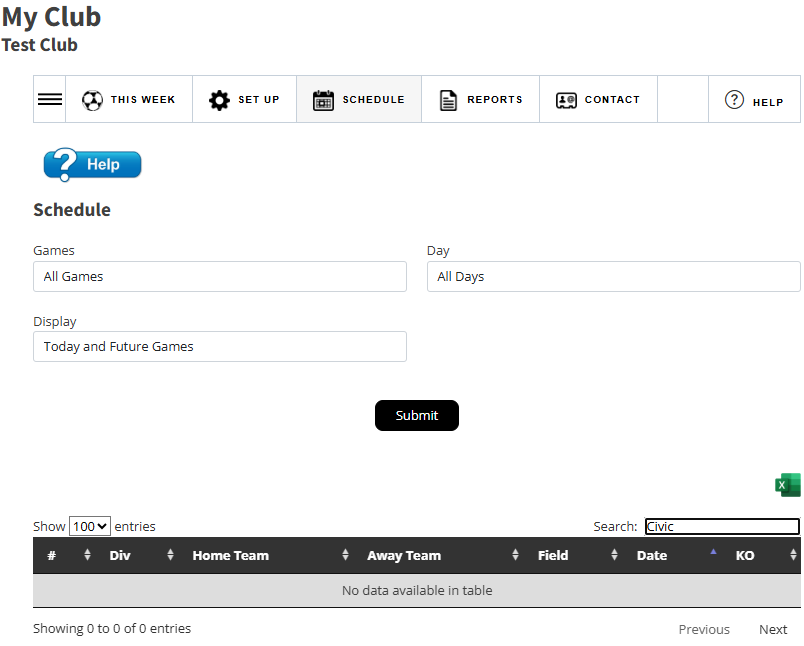 My Club
Test Club
THIS WEEK SET UP SCHEDULE REPORTS CONTACT HELP
? Help
Schedule
Games Day
All Games All Days
Display
Today and Future Games
Submit
Show 100 entries Search: Civic
# Div Home Team Away Team Field Date KO
No data available in table
Showing 0 to 0 of 0 entries Previous Next